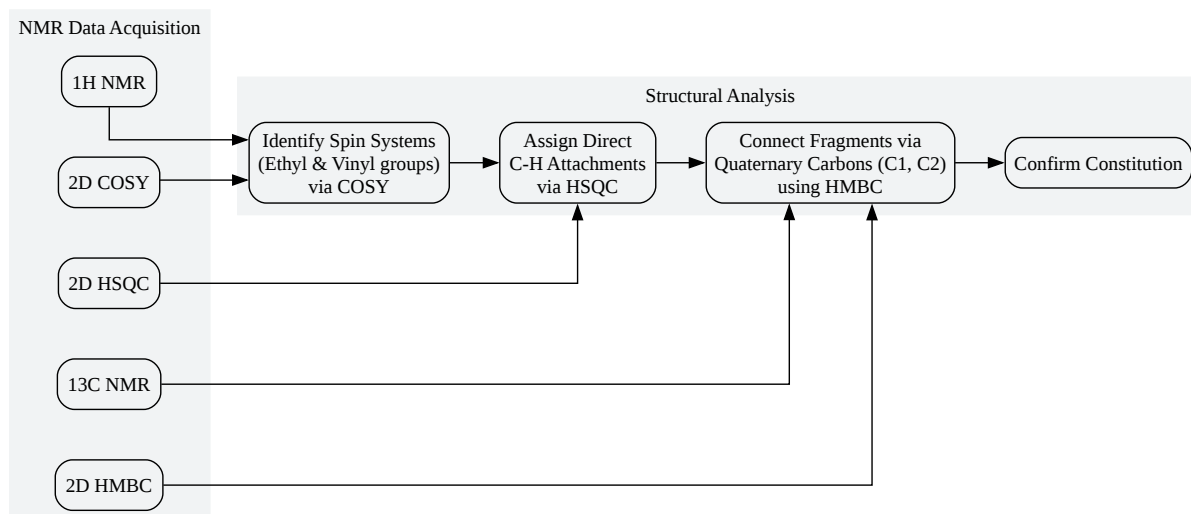 NMR Data Acquisition
1H NMR
2D COSY
2D HSQC
13C NMR
2D HMBC
Structural Analysis
Identify Spin Systems
(Ethyl & Vinyl groups)
via COSY
Assign Direct
C-H Attachments
via HSQC
Connect Fragments via
Quaternary Carbons (C1, C2)
using HMBC
Confirm Constitution